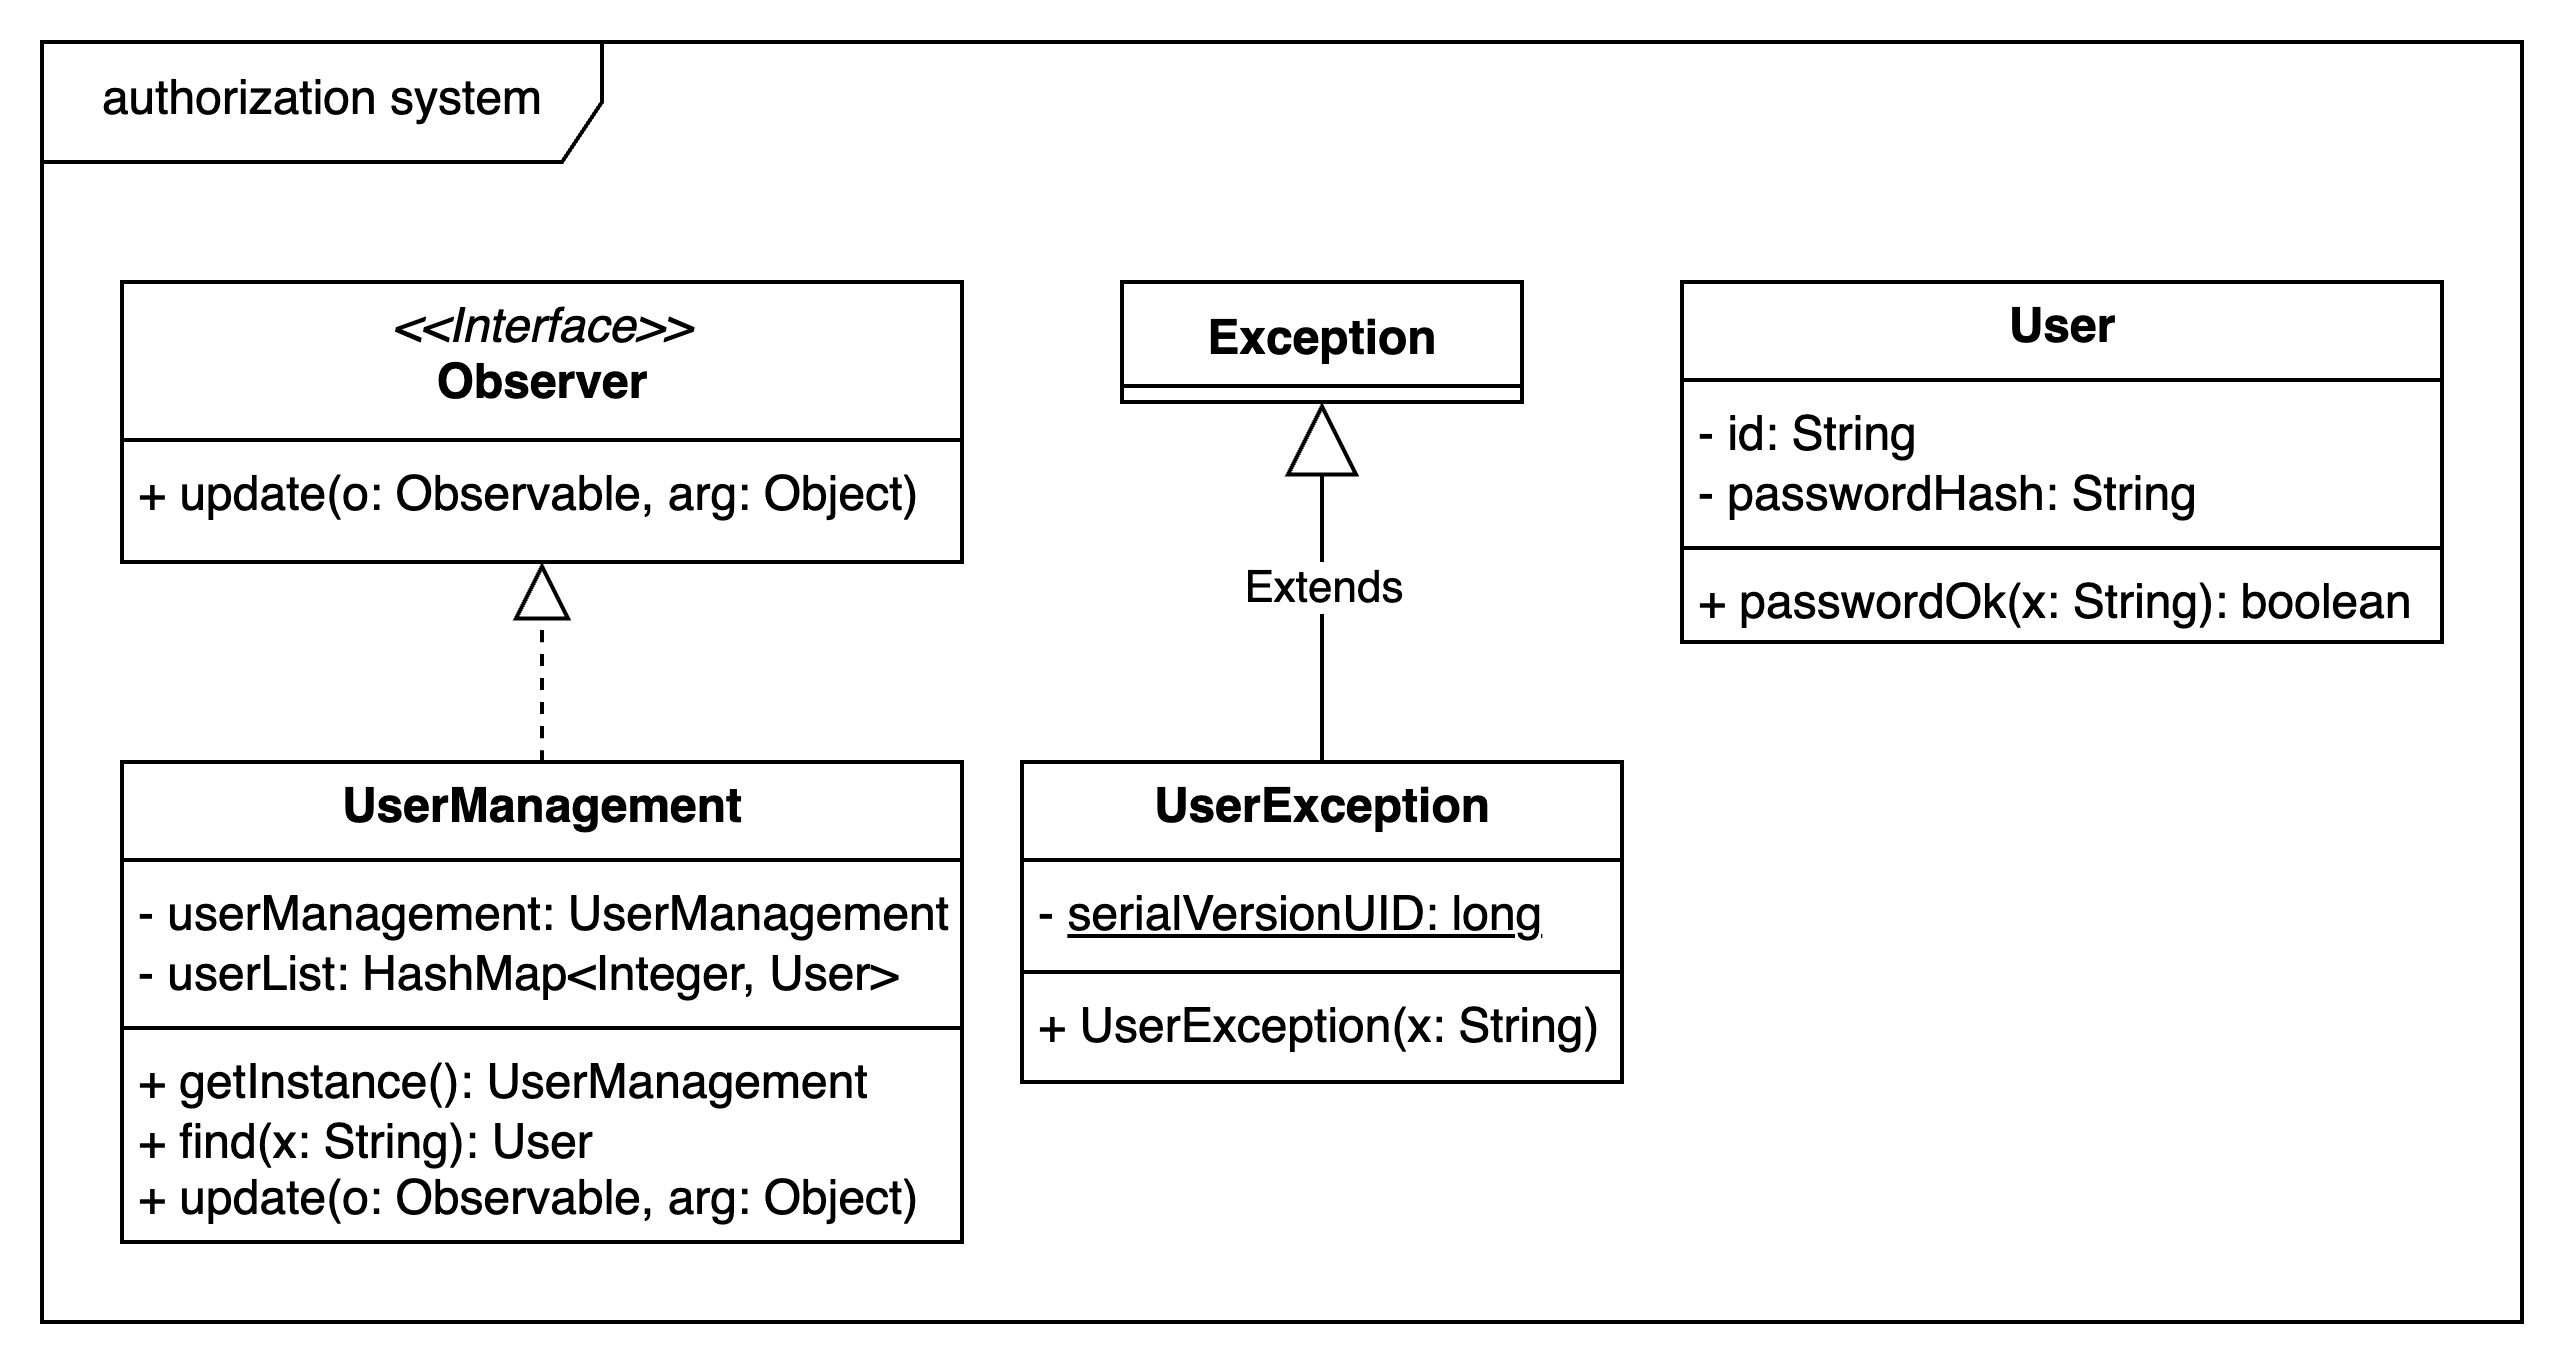 authorization system
<<Interface>>
Observer
+ update(o: Observable, arg: Object)
Exception
User
- id: String
- passwordHash: String
+ passwordOk(x: String): boolean
Extends
UserManagement
- userManagement: UserManagement
- userList: HashMap<Integer, User>
+ getInstance(): UserManagement
+ find(x: String): User
+ update(o: Observable, arg: Object)
UserException
- serialVersionUID: long
+ UserException(x: String)